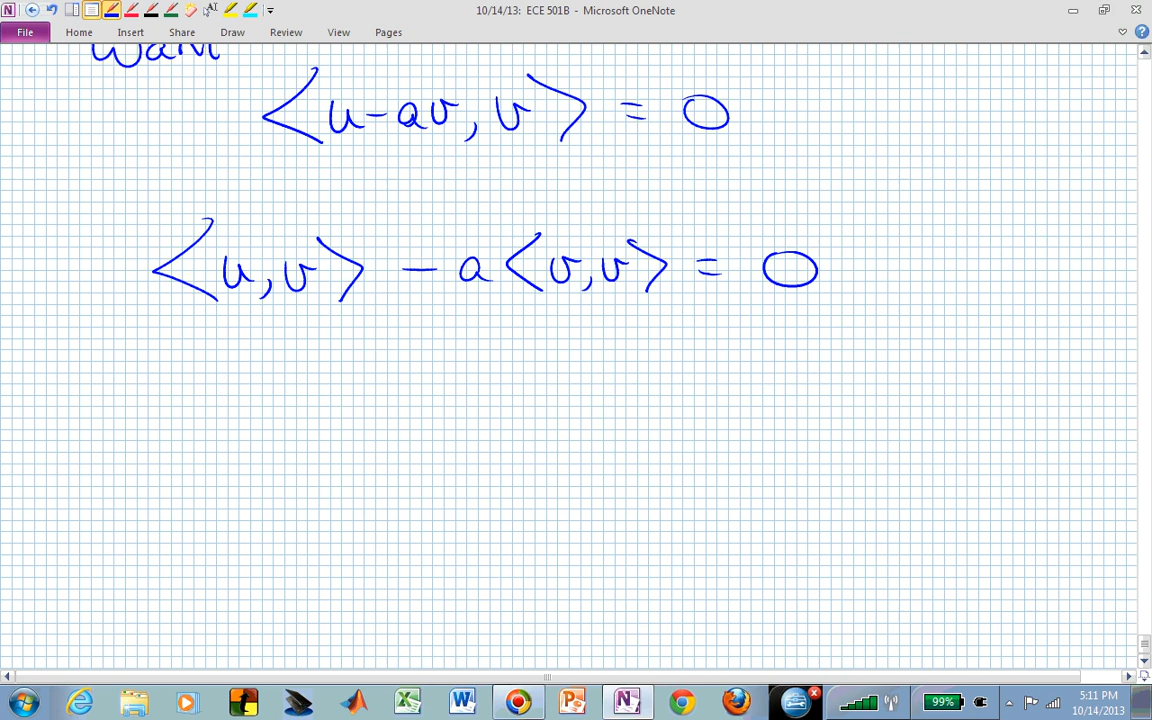 10/14/13: ECE 501B - Microsoft OneNote
File Home Insert Share Draw Review View Pages
Want
<u-av, v> = 0
<u,v> - a<v,v> = 0
99%
5:11 PM
10/14/2013